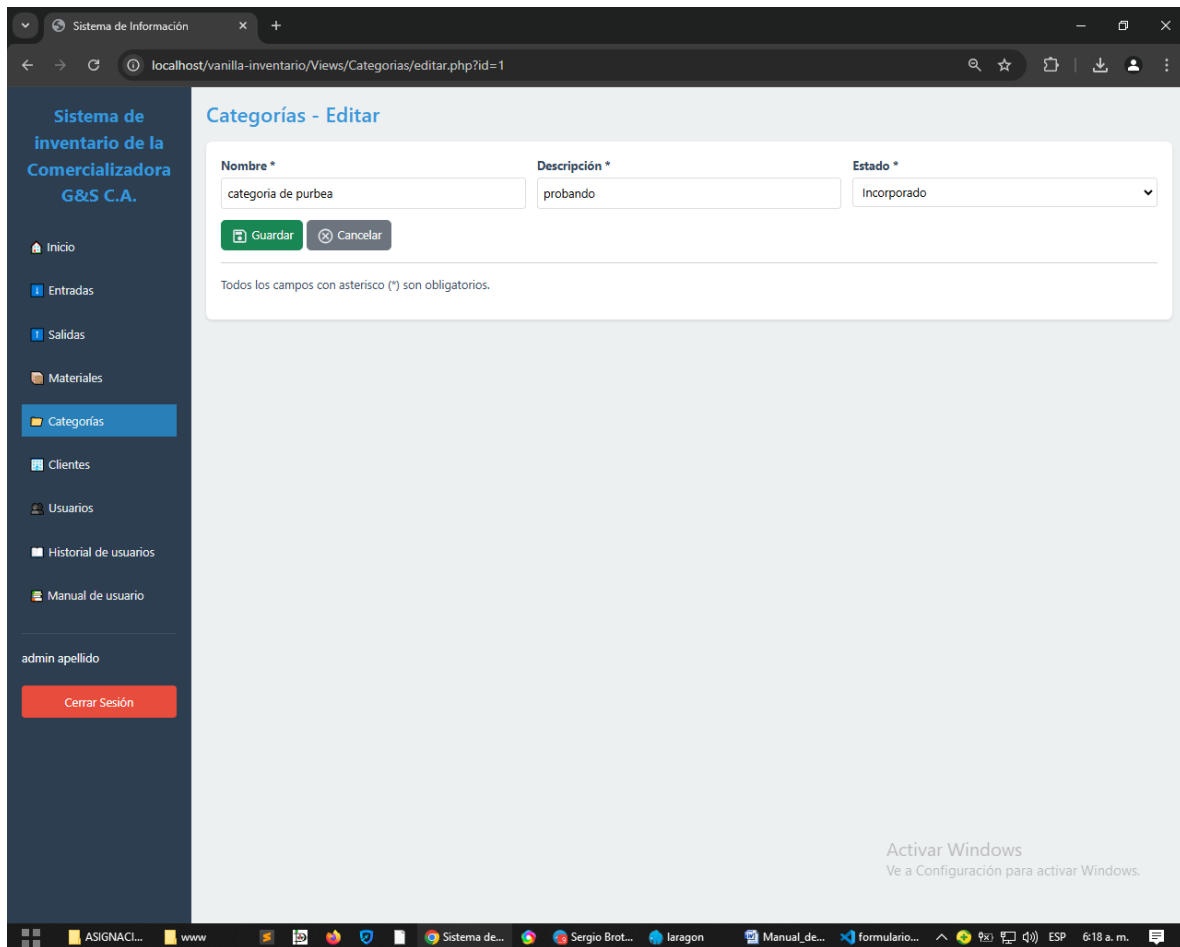 Sistema de Información
localhost/vanilla-inventario/Views/Categorias/editar.php?id=1
Sistema de
inventario de la
Comercializadora
G&S C.A.
Inicio
Entradas
Salidas
Materiales
Categorías
Clientes
Usuarios
Historial de usuarios
Manual de usuario
admin apellido
Cerrar Sesión
Categorías - Editar
Nombre * Descripción * Estado *
categoria de purbea probando Incorporado
Guardar Cancelar
Todos los campos con asterisco (*) son obligatorios.
Activar Windows
Ve a Configuración para activar Windows.
ASIGNACI... www Sistema de... Sergio Brot... laragon Manual_de... formulario... ESP 6:18 a. m.